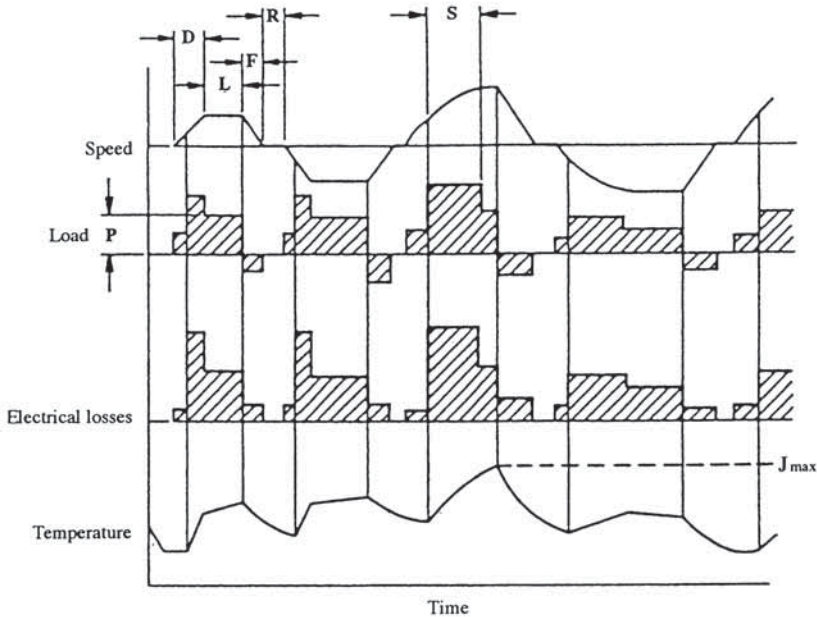 R
D
S
F
L
Speed
Load P
Electrical losses
Jmax
Temperature
Time